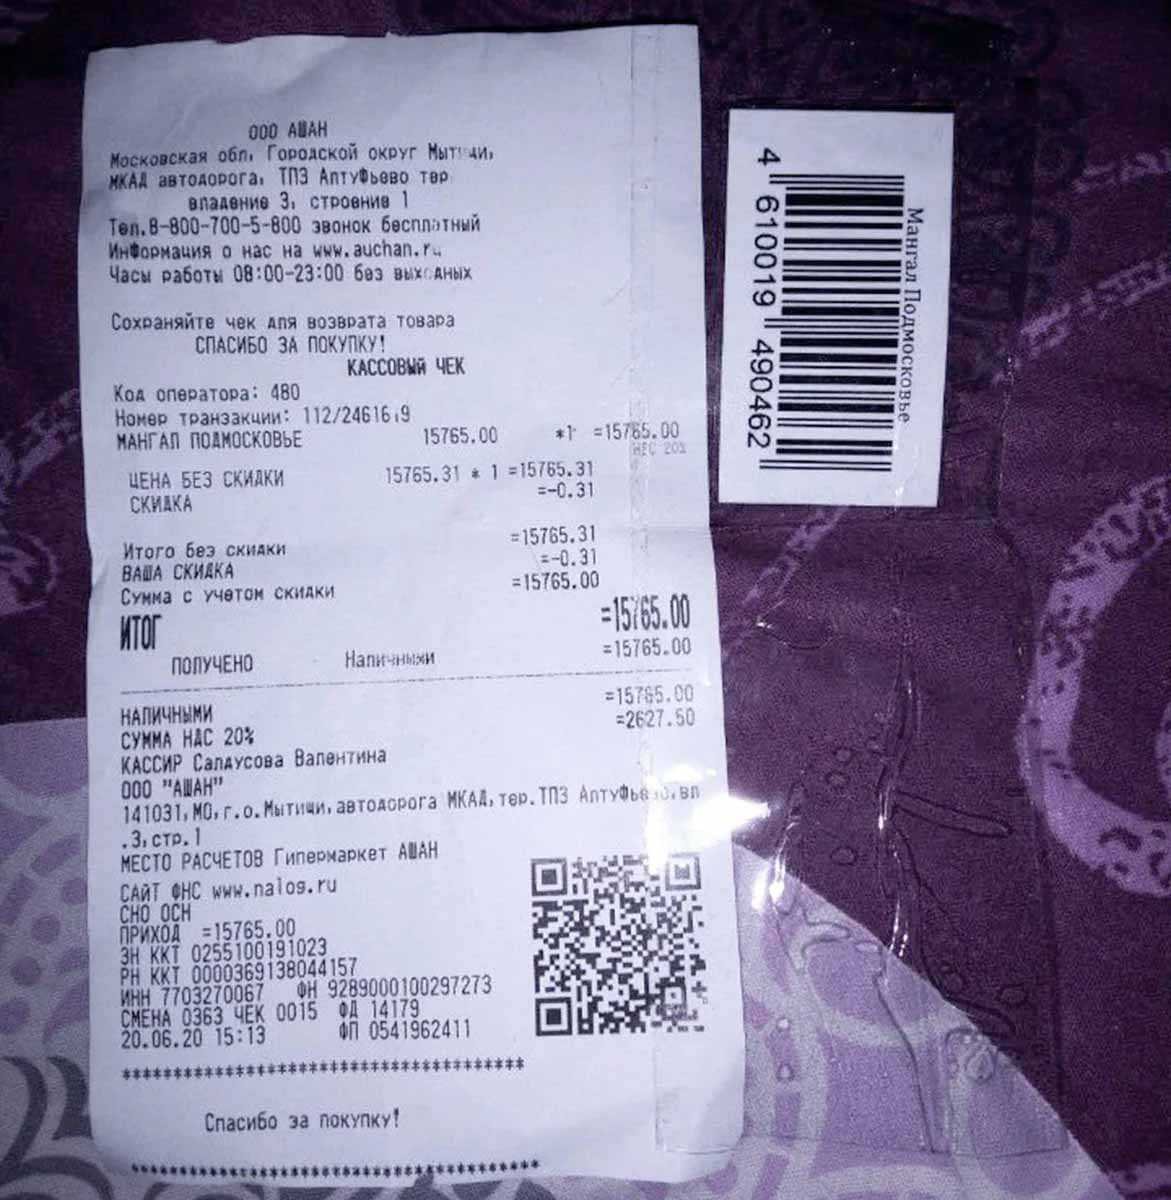 ООО АШАН
Московская обл, Городской округ Мытищи,
МКАД автодорога, ТПЗ Алтуфьево тер
владение 3, строение 1
Тел.8-800-700-5-800 звонок бесплатный
Информация о нас на www.auchan.ru
Часы работы 08:00-23:00 без выходных
Сохраняйте чек для возврата товара
СПАСИБО ЗА ПОКУПКУ!
КАССОВЫЙ ЧЕК
Код оператора: 480
Номер транзакции:
МАНГАЛ ПОДМОСКОВЬЕ 15765.00 *1 =15765.00
НДС 20%
ЦЕНА БЕЗ СКИДКИ 15765.31 * 1 =15765.31
СКИДКА =-0.31
Итого без скидки =15765.31
ВАША СКИДКА =-0.31
Сумма с учетом скидки =15765.00
ИТОГ =15765.00
ПОЛУЧЕНО Наличными =15765.00
НАЛИЧНЫМИ =15765.00
СУММА НДС 20% =2627.50
КАССИР Салдусова Валентина
ООО "АШАН"
141031,МО,г.о.Мытищи,автодорога МКАД,тер.ТПЗ Алтуфьево,вл
.3,стр.1
МЕСТО РАСЧЕТОВ Гипермаркет АШАН
САЙТ ФНС www.nalog.ru
СНО ОСН
ПРИХОД =15765.00
ЗН ККТ 0255100191023
РН ККТ 0000369138044157
ИНН 7703270067 ФН 9289000100297273
СМЕНА 0363 ЧЕК 0015 ФД 14179
20.06.20 15:13 ФП 0541962411
***************************************
Спасибо за покупку!
***************************************
Мангал Подмосковье
4 610019 490462